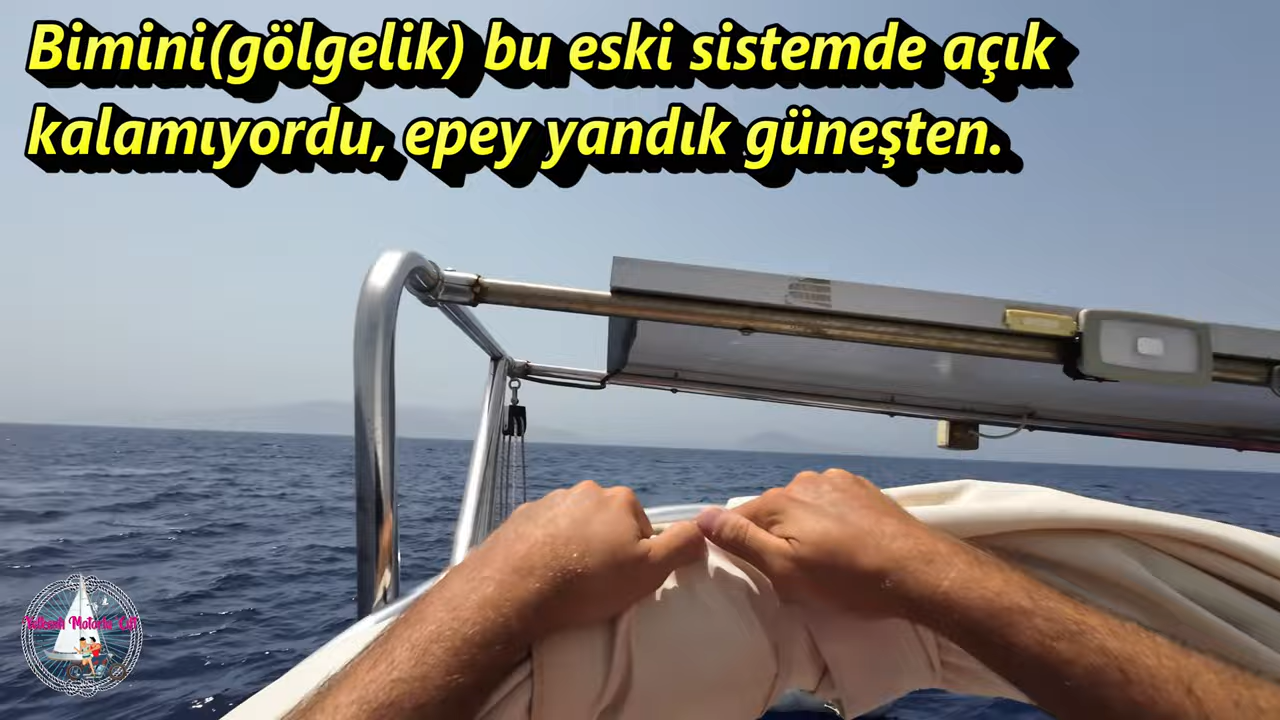 Bimini(gölgelik) bu eski sistemde açık
kalamıyordu, epey yandık güneşten.